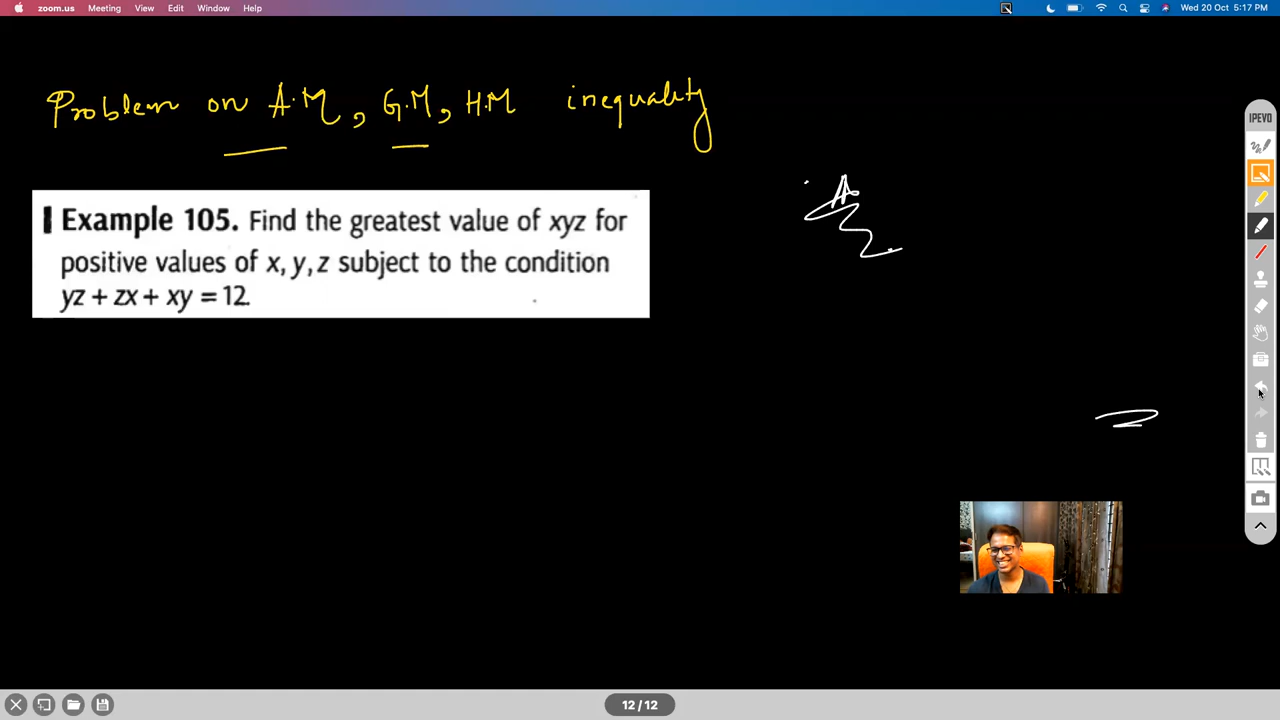 zoom.us Meeting View Edit Window Help Wed 20 Oct 5:17 PM
Problem on A.M, G.M, H.M inequality
IPEVO
Example 105. Find the greatest value of xyz for
positive values of x, y, z subject to the condition
yz + zx + xy = 12.
12 / 12